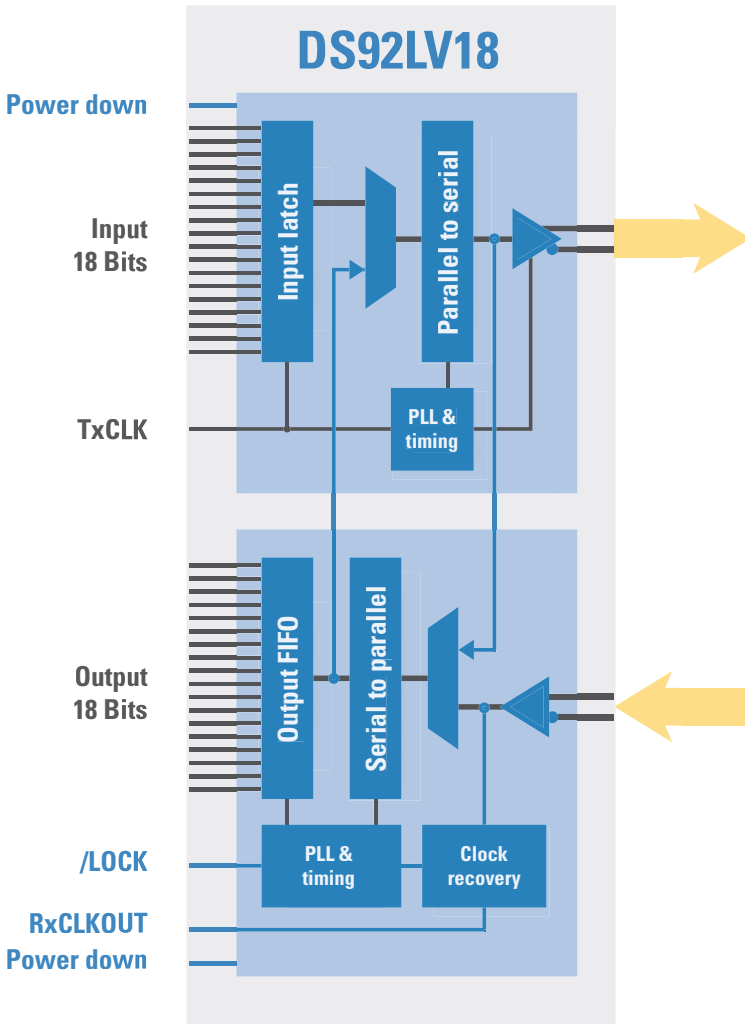 DS92LV18
Power down
Input latch
Parallel to serial
Input
18 Bits
PLL &
timing
TxCLK
Output FIFO
Serial to parallel
Output
18 Bits
/LOCK
PLL &
timing
Clock
recovery
RxCLKOUT
Power down